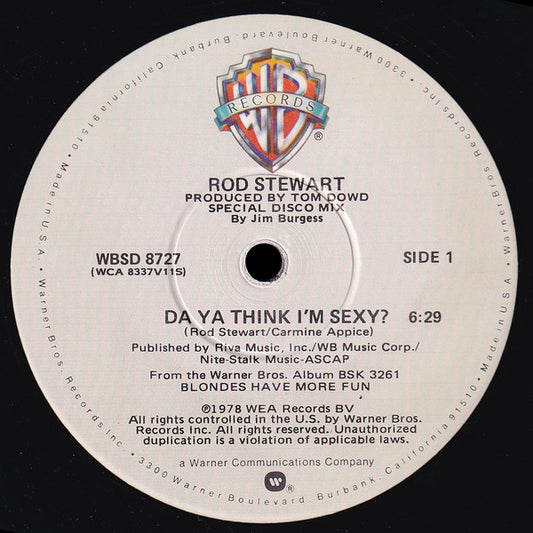 WB
RECORDS
®
ROD STEWART
PRODUCED BY TOM DOWD
SPECIAL DISCO MIX
By Jim Burgess
WBSD 8727
(WCA 8337V11S)
SIDE 1
DA YA THINK I'M SEXY? 6:29
(Rod Stewart/Carmine Appice)
Published by Riva Music, Inc./WB Music Corp./
Nite-Stalk Music-ASCAP
From the Warner Bros. Album BSK 3261
BLONDES HAVE MORE FUN
℗1978 WEA Records BV
All rights controlled in the U.S. by Warner Bros.
Records Inc. All rights reserved. Unauthorized
duplication is a violation of applicable laws.
a Warner Communications Company
®
Made in U.S.A. • Warner Bros. Records Inc. • 3300 Warner Boulevard, Burbank, California 91510 • Made in U.S.A. • Warner Bros. Records Inc. • 3300 Warner Boulevard, Burbank, California 91510 •